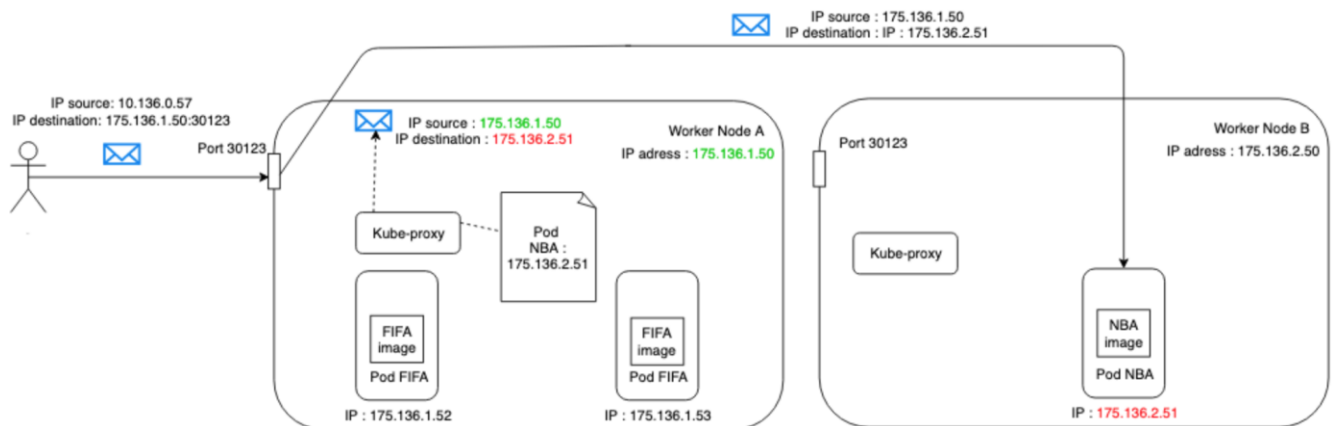 IP source : 175.136.1.50
IP destination : IP : 175.136.2.51
IP source: 10.136.0.57
IP destination: 175.136.1.50:30123
Port 30123
IP source : 175.136.1.50
IP destination : 175.136.2.51
Worker Node A
IP adress : 175.136.1.50
Kube-proxy
Pod
NBA :
175.136.2.51
FIFA
image
Pod FIFA
IP : 175.136.1.52
FIFA
image
Pod FIFA
IP : 175.136.1.53
Port 30123
Worker Node B
IP adress : 175.136.2.50
Kube-proxy
NBA
image
Pod NBA
IP : 175.136.2.51